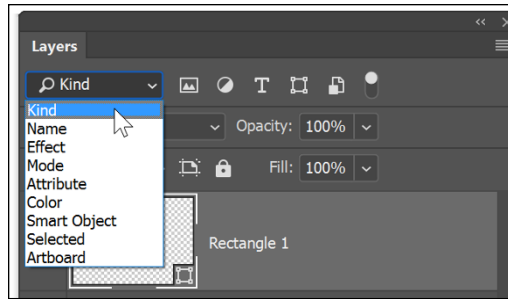 Layers
Kind
Kind
Name
Opacity: 100%
Effect
Mode
Fill: 100%
Attribute
Color
Smart Object
Selected
Artboard
Rectangle 1